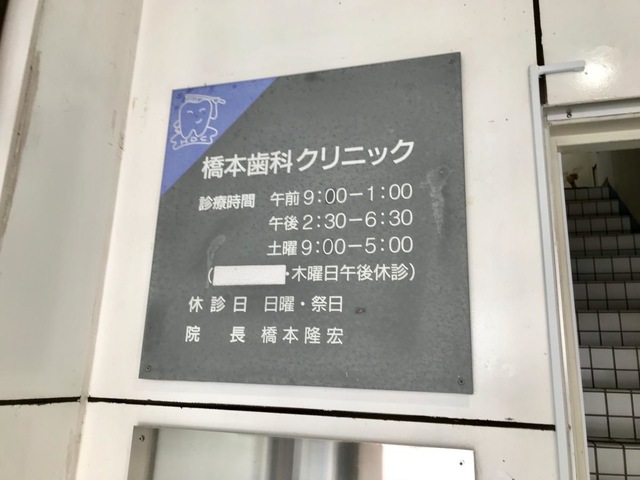 HDC
橋本歯科クリニック
診療時間 午前9:00-1:00
午後2:30-6:30
土曜9:00-5:00
(・木曜日午後休診)
休診日 日曜・祭日
院長 橋本隆宏